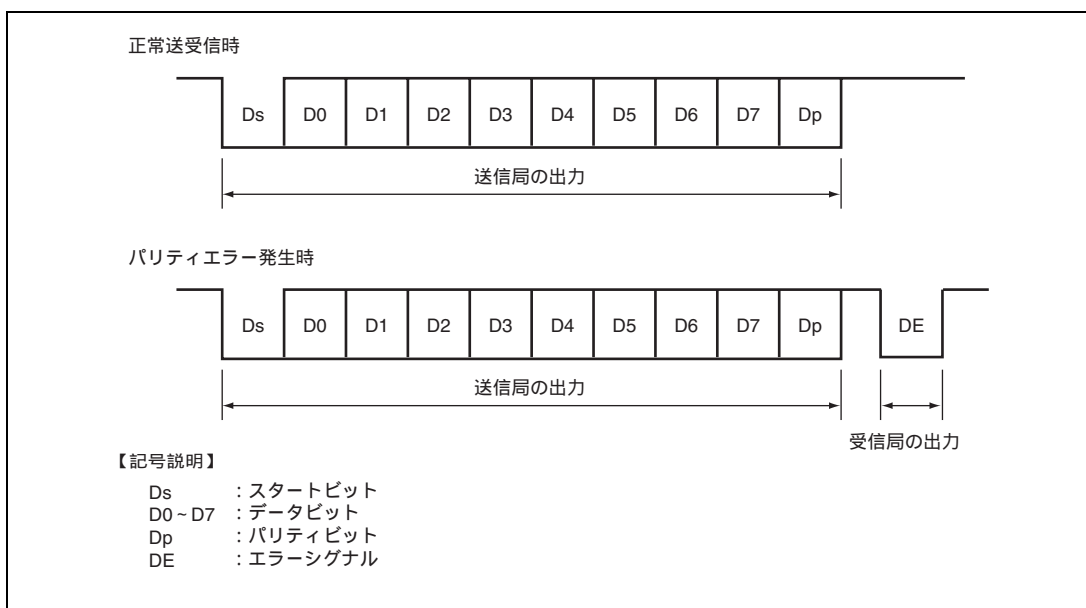 正常送受信時
Ds D0 D1 D2 D3 D4 D5 D6 D7 Dp
送信局の出力
パリティエラー発生時
Ds D0 D1 D2 D3 D4 D5 D6 D7 Dp DE
送信局の出力
受信局の出力
【記号説明】
Ds ：スタートビット
D0～D7 ：データビット
Dp ：パリティビット
DE ：エラーシグナル